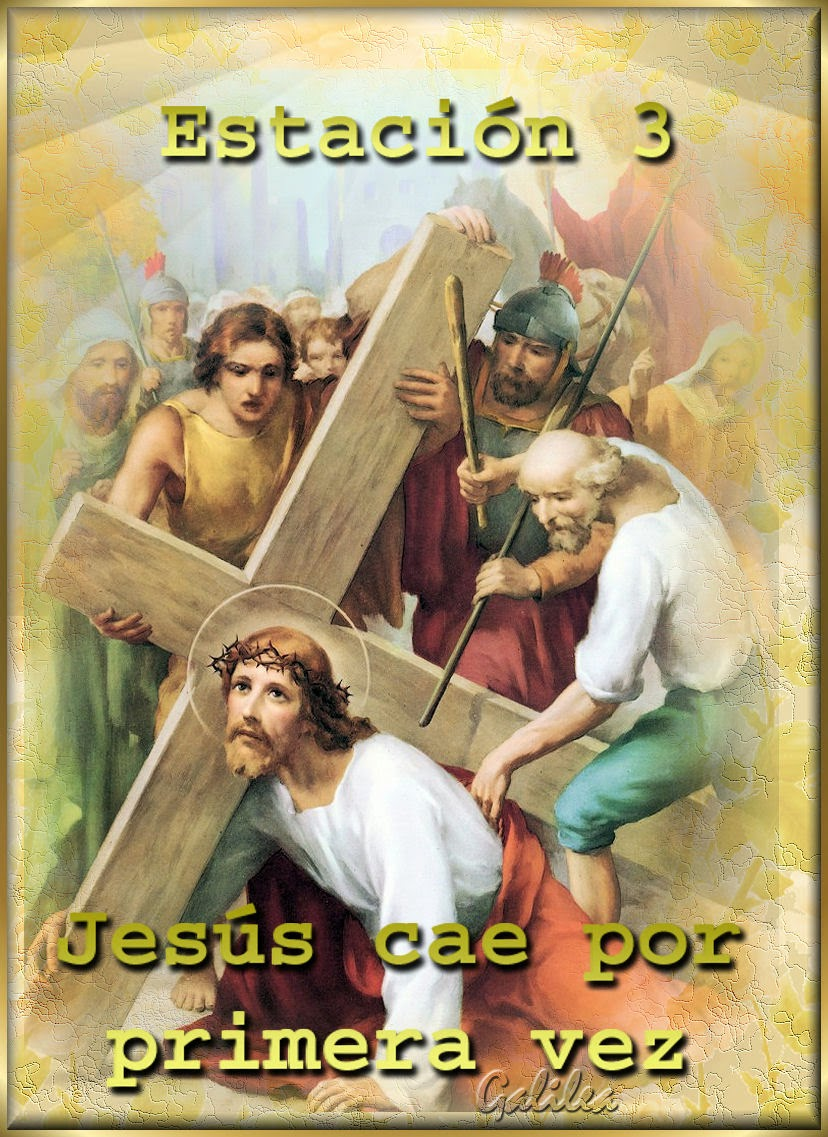 Estación 3
Jesús cae por
primera vez
Galilea